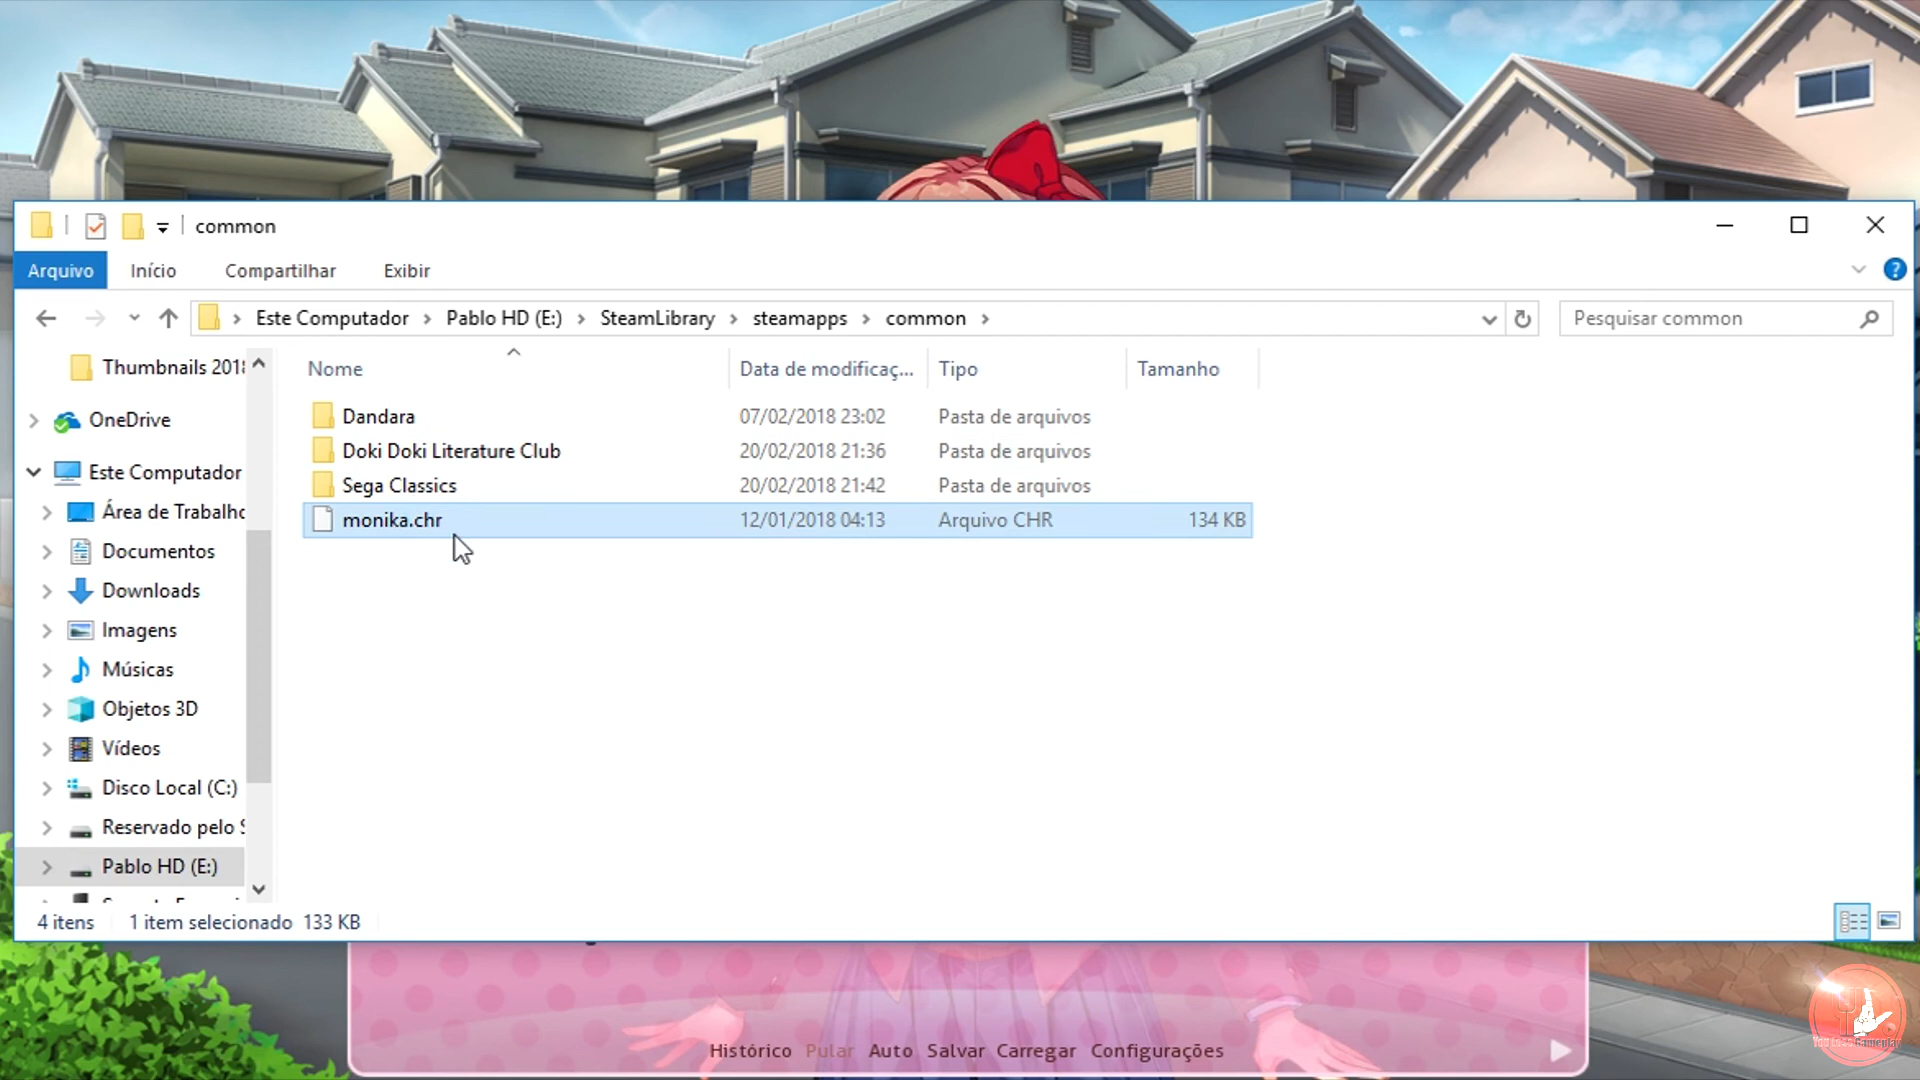 common
Arquivo Início Compartilhar Exibir
Este Computador Pablo HD (E:) SteamLibrary steamapps common Pesquisar common
Nome Data de modificaç... Tipo Tamanho
Dandara 07/02/2018 23:02 Pasta de arquivos
Doki Doki Literature Club 20/02/2018 21:36 Pasta de arquivos
Sega Classics 20/02/2018 21:42 Pasta de arquivos
monika.chr 12/01/2018 04:13 Arquivo CHR 134 KB
Thumbnails 2018
OneDrive
Este Computador
Área de Trabalho
Documentos
Downloads
Imagens
Músicas
Objetos 3D
Vídeos
Disco Local (C:)
Reservado pelo S
Pablo HD (E:)
4 itens 1 item selecionado 133 KB
Histórico Pular Auto Salvar Carregar Configurações